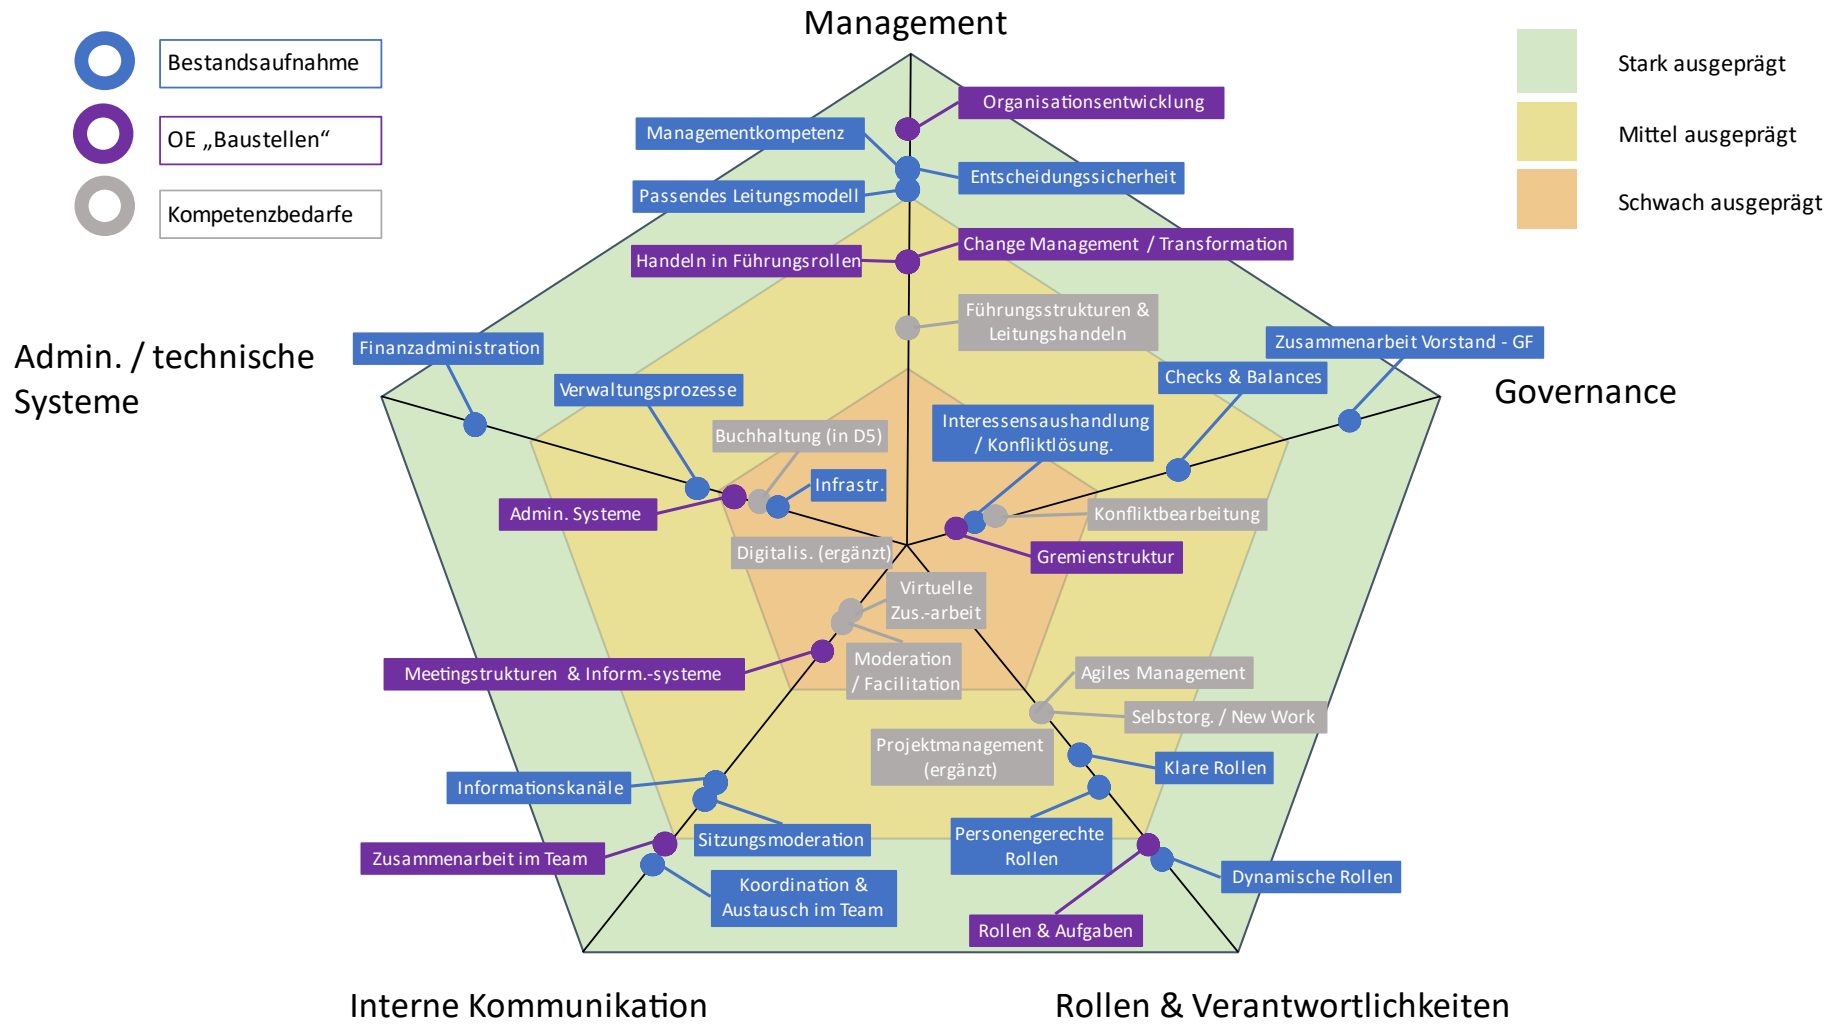 Management
Bestandsaufnahme
OE „Baustellen“
Kompetenzbedarfe
Stark ausgeprägt
Mittel ausgeprägt
Schwach ausgeprägt
Organisationsentwicklung
Managementkompetenz
Entscheidungssicherheit
Passendes Leitungsmodell
Change Management / Transformation
Handeln in Führungsrollen
Führungsstrukturen &
Leitungshandeln
Admin. / technische
Systeme
Finanzadministration
Verwaltungsprozesse
Buchhaltung (in D5)
Infrastr.
Admin. Systeme
Digitalis. (ergänzt)
Governance
Zusammenarbeit Vorstand - GF
Checks & Balances
Interessensaushandlung
/ Konfliktlösung.
Konfliktbearbeitung
Gremienstruktur
Virtuelle
Zus.-arbeit
Moderation
/ Facilitation
Meetingstrukturen & Inform.-systeme
Informationskanäle
Sitzungsmoderation
Zusammenarbeit im Team
Koordination &
Austausch im Team
Agiles Management
Selbstorg. / New Work
Projektmanagement
(ergänzt)
Klare Rollen
Personengerechte
Rollen
Dynamische Rollen
Rollen & Aufgaben
Interne Kommunikation
Rollen & Verantwortlichkeiten